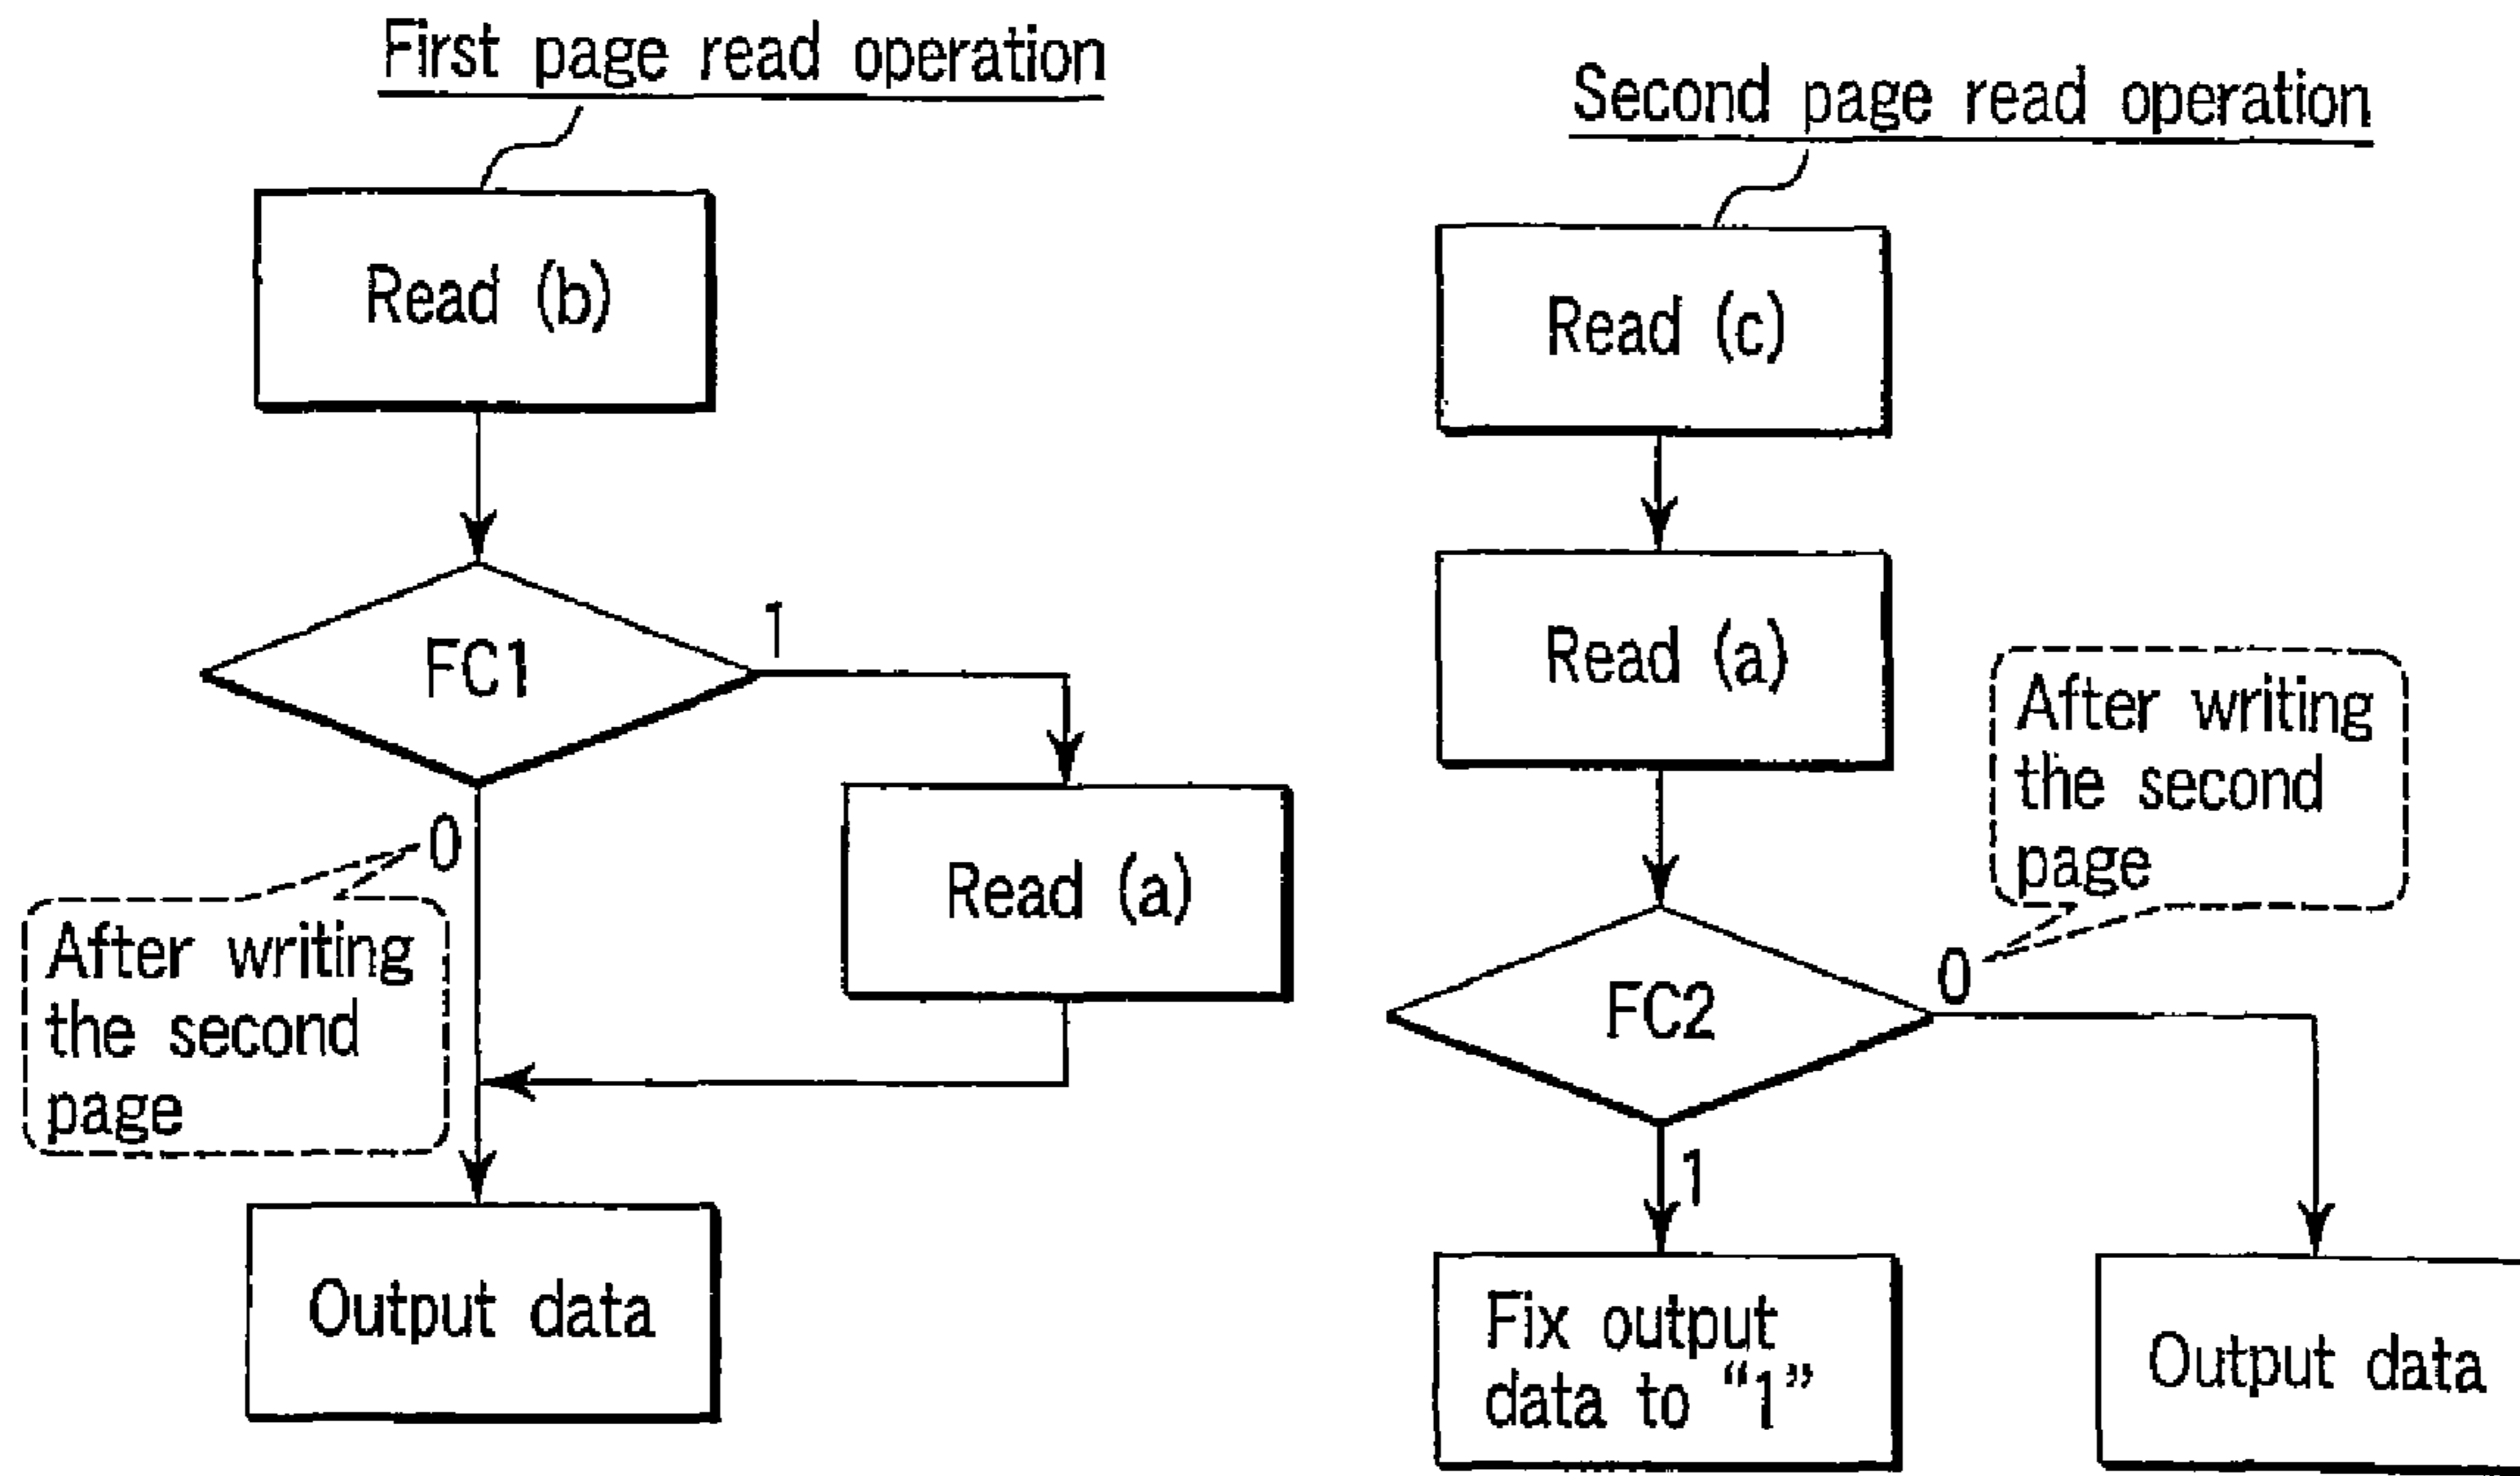 First page read operation
Read (b)
FC1
1
0
Read (a)
After writing
the second
page
Output data
Second page read operation
Read (c)
Read (a)
After writing
the second
page
FC2
0
1
Fix output
data to “1”
Output data